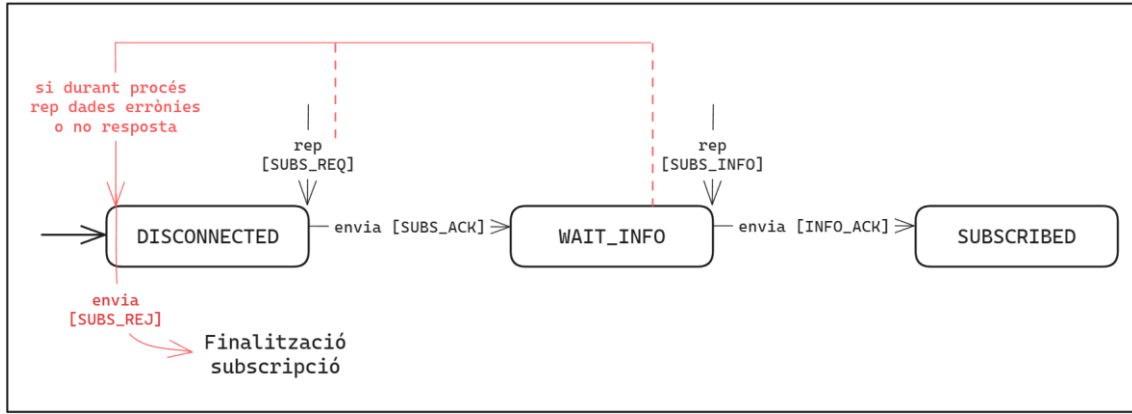 si durant procés
rep dades errònies
o no resposta
rep
[SUBS_REQ]
rep
[SUBS_INFO]
DISCONNECTED
envia [SUBS_ACK]
WAIT_INFO
envia [INFO_ACK]
SUBSCRIBED
envia
[SUBS_REJ]
Finalització
subscripció